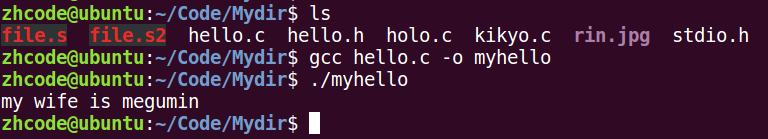 zhcode@ubuntu:~/Code/Mydir$ ls
file.s file.s2 hello.c hello.h holo.c kikyo.c rin.jpg stdio.h
zhcode@ubuntu:~/Code/Mydir$ gcc hello.c -o myhello
zhcode@ubuntu:~/Code/Mydir$ ./myhello
my wife is megumin
zhcode@ubuntu:~/Code/Mydir$